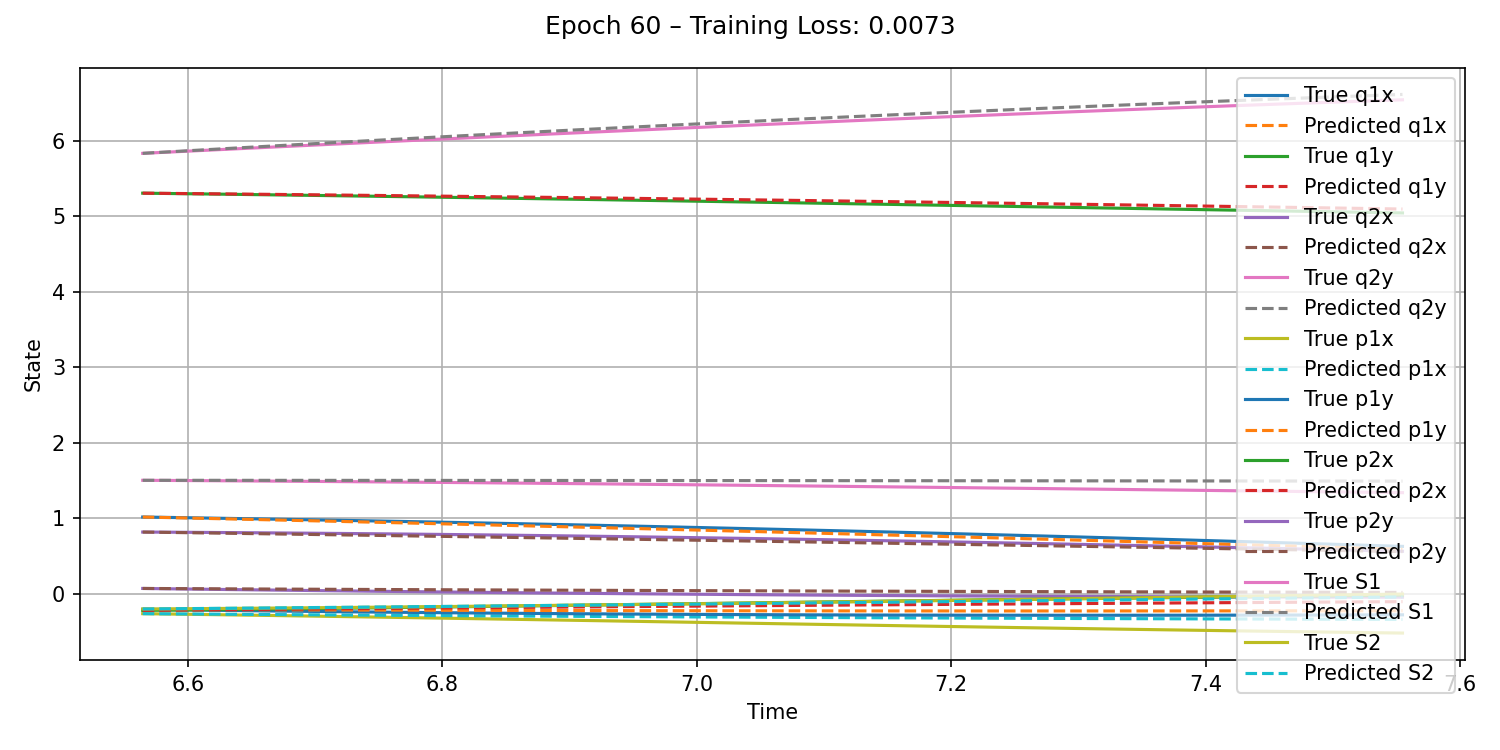 Epoch 60 – Training Loss: 0.0073
State
6
5
4
3
2
1
0
True q1x
Predicted q1x
True q1y
Predicted q1y
True q2x
Predicted q2x
True q2y
Predicted q2y
True p1x
Predicted p1x
True p1y
Predicted p1y
True p2x
Predicted p2x
True p2y
Predicted p2y
True S1
Predicted S1
True S2
Predicted S2
6.6 6.8 7.0 7.2 7.4 7.6
Time